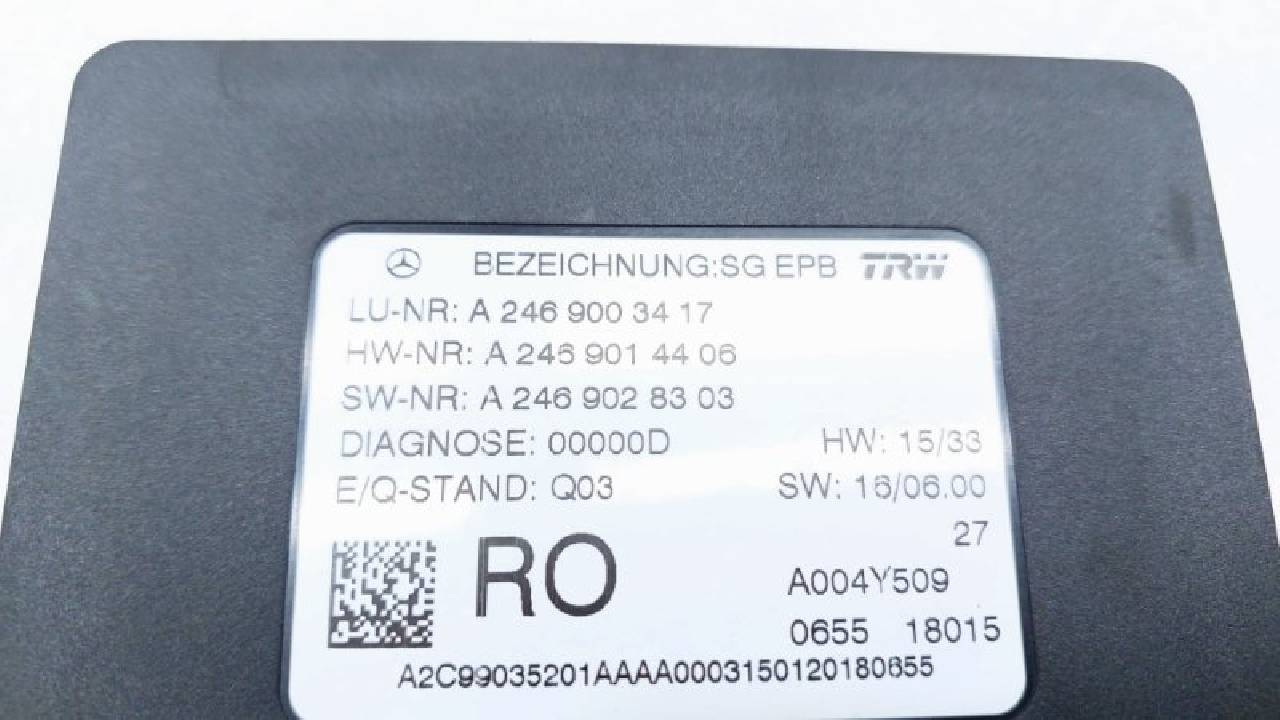 BEZEICHNUNG:SG EPB TRW
LU-NR: A 246 900 34 17
HW-NR: A 246 901 44 06
SW-NR: A 246 902 83 03
DIAGNOSE: 00000D HW: 15/33
E/Q-STAND: Q03 SW: 16/06.00
27
RO
A004Y509
0655 18015
A2C99035201AAAA0003150120180655